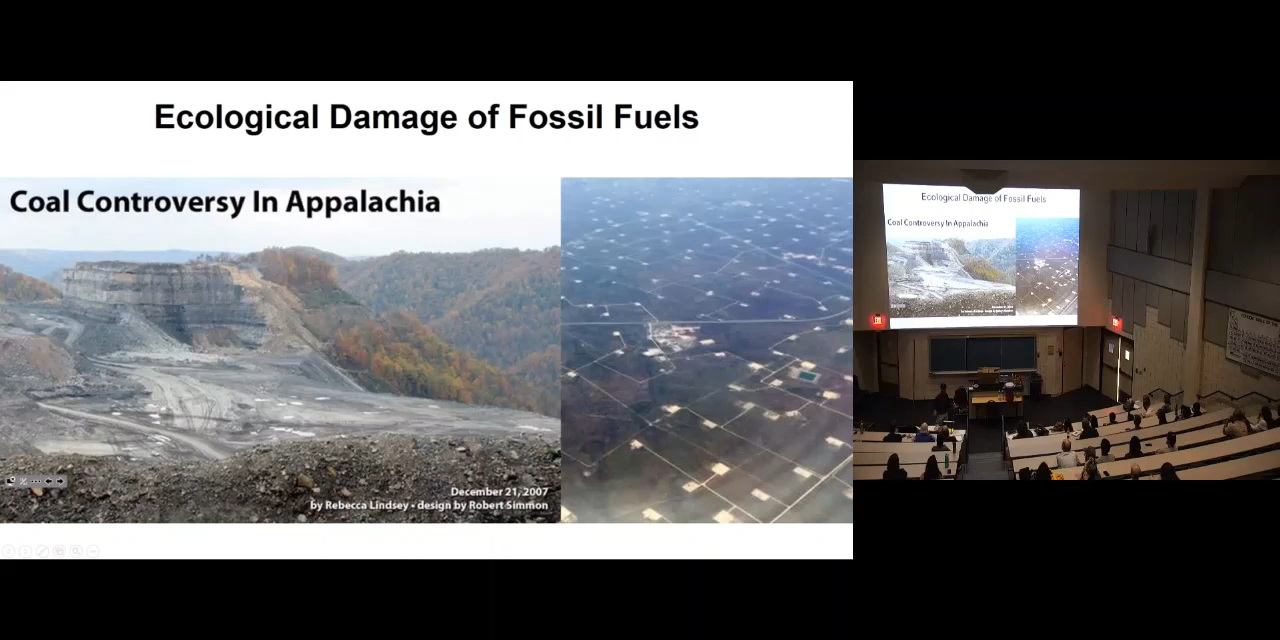 Ecological Damage of Fossil Fuels
Coal Controversy In Appalachia
December 21, 2007
by Rebecca Lindsey • design by Robert Simmon
Ecological Damage of Fossil Fuels
Coal Controversy In Appalachia